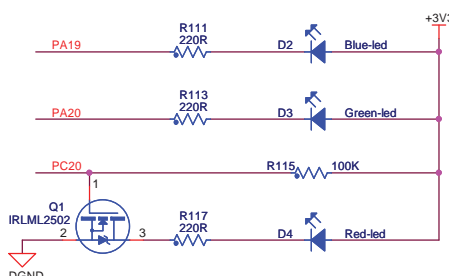 +3V3
R111
220R
PA19
D2
Blue-led
R113
220R
PA20
D3
Green-led
PC20
R115
100K
1
Q1
IRLML2502
2
3
R117
220R
D4
Red-led
DGND